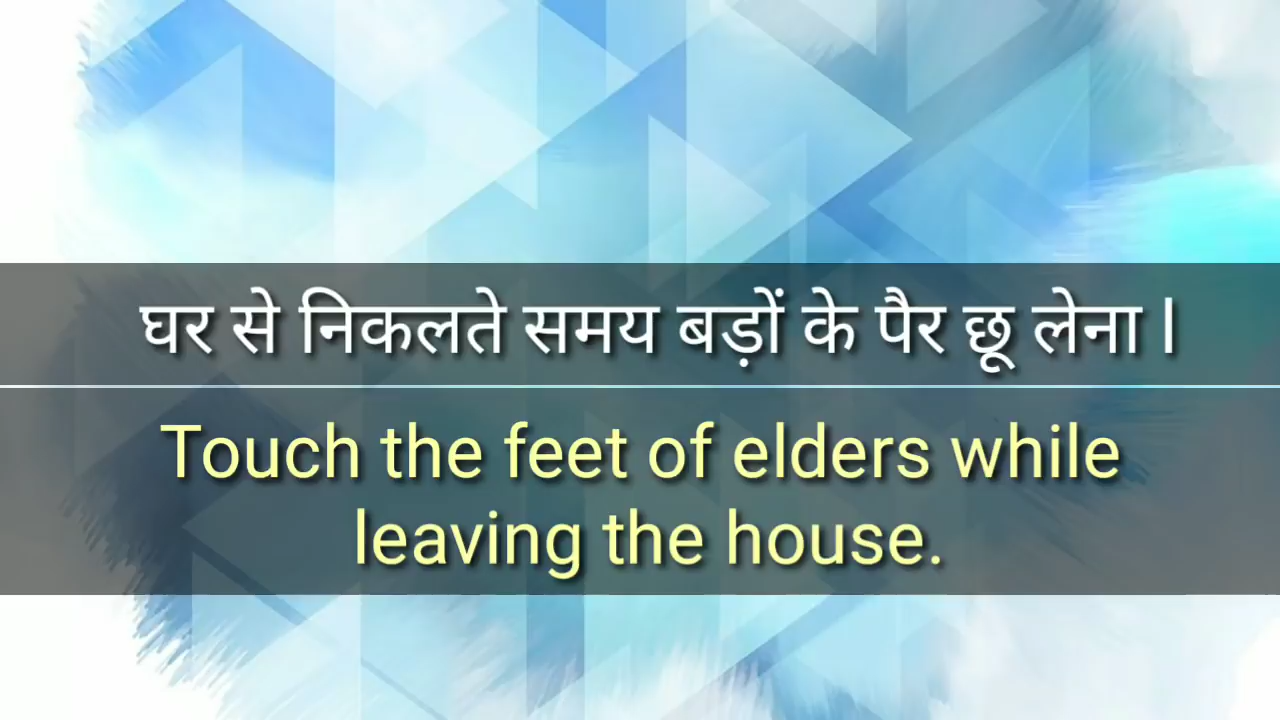 घर से निकलते समय बड़ों के पैर छू लेना l
Touch the feet of elders while
leaving the house.